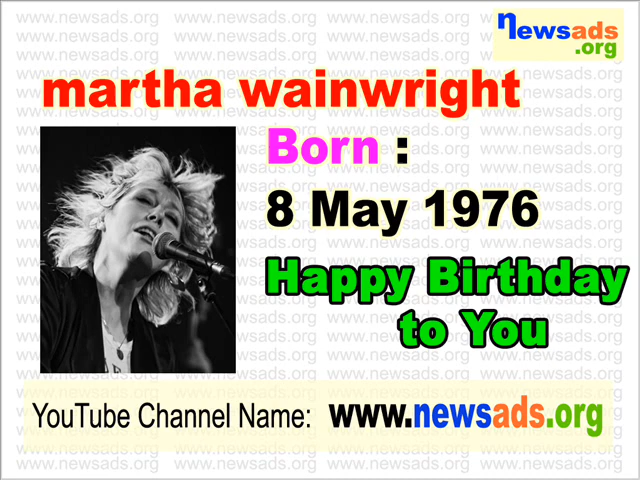 newsads
.org
martha wainwright
Born :
8 May 1976
Happy Birthday
to You
YouTube Channel Name: www.newsads.org